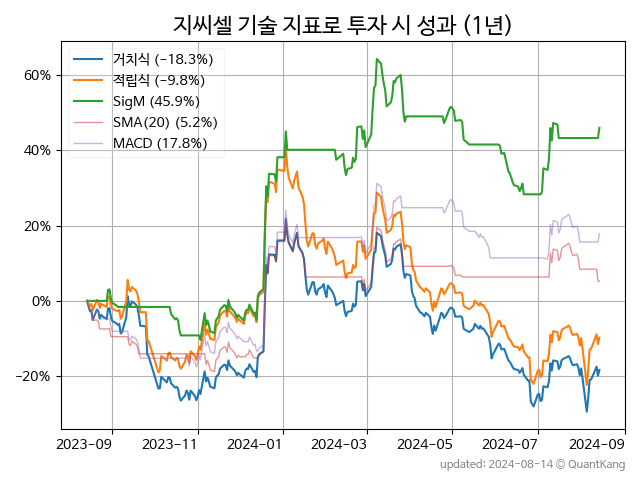 지씨셀 기술 지표로 투자 시 성과 (1년)
거치식 (−18.3%)
적립식 (−9.8%)
SigM (45.9%)
SMA(20) (5.2%)
MACD (17.8%)
60%
40%
20%
0%
−20%
2023-09 2023-11 2024-01 2024-03 2024-05 2024-07 2024-09
updated: 2024-08-14 © QuantKang